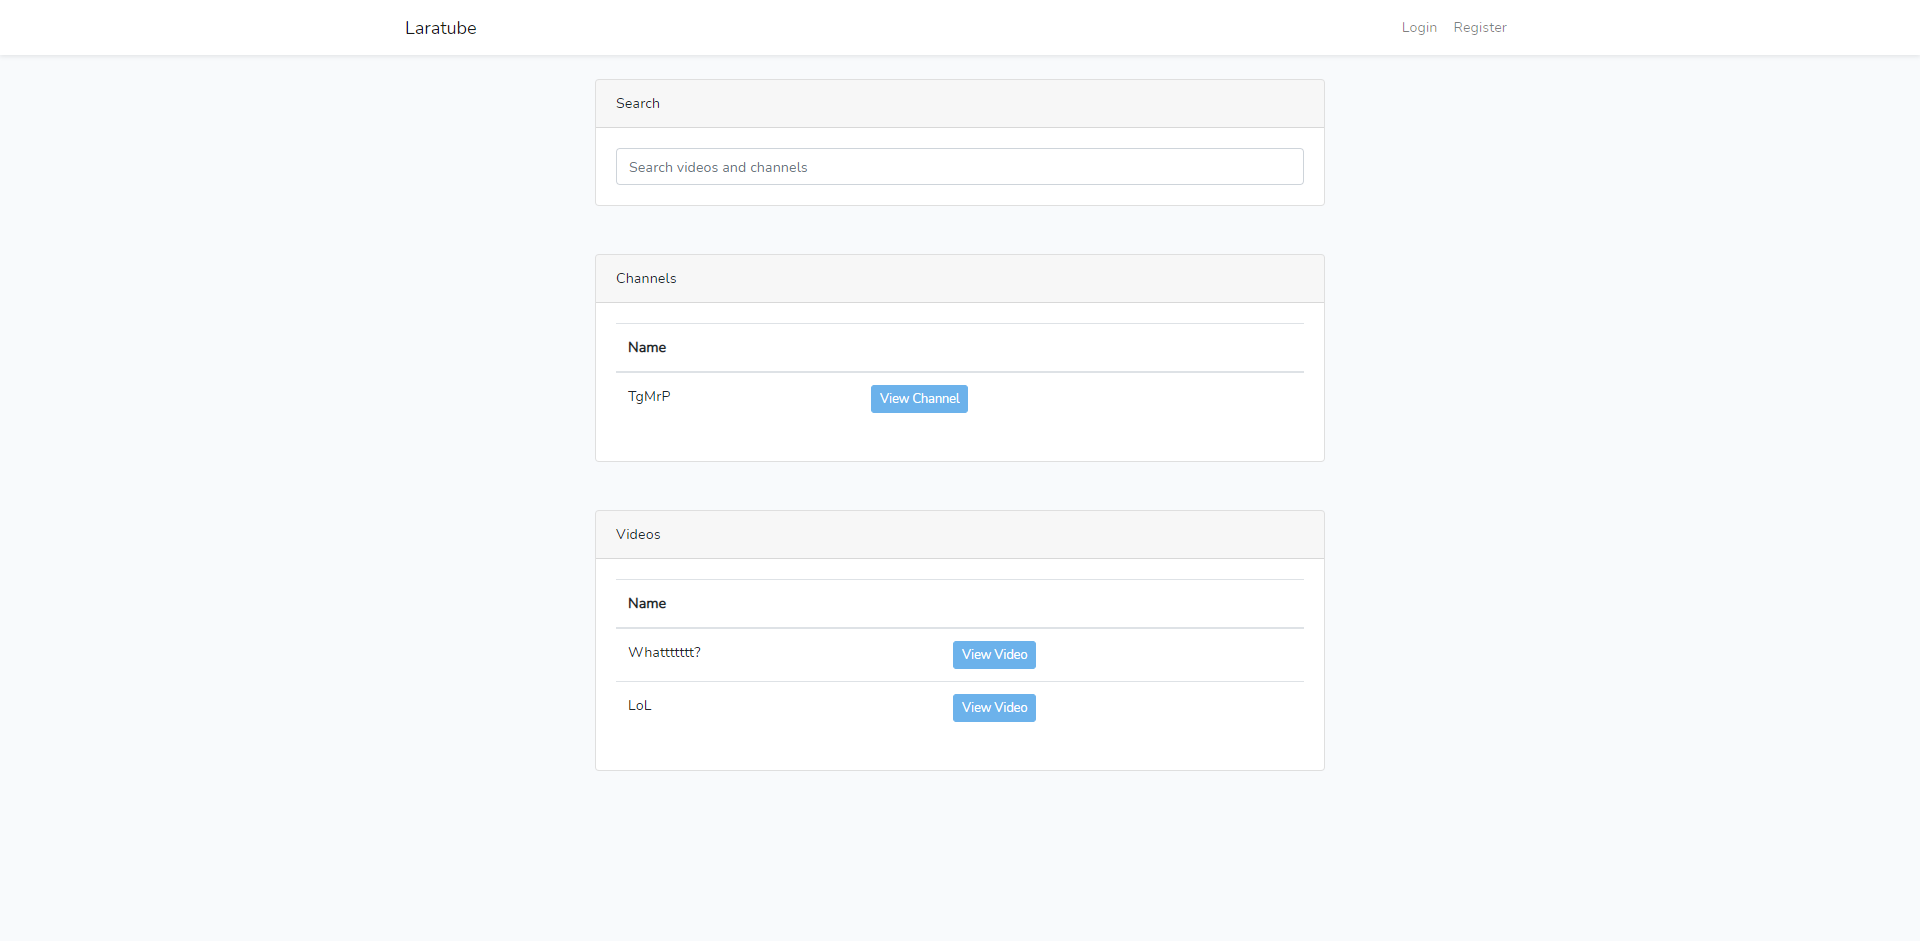 Laratube Login Register
Search
Search videos and channels
Channels
Name
TgMrP View Channel
Videos
Name
Whattttttt? View Video
LoL View Video